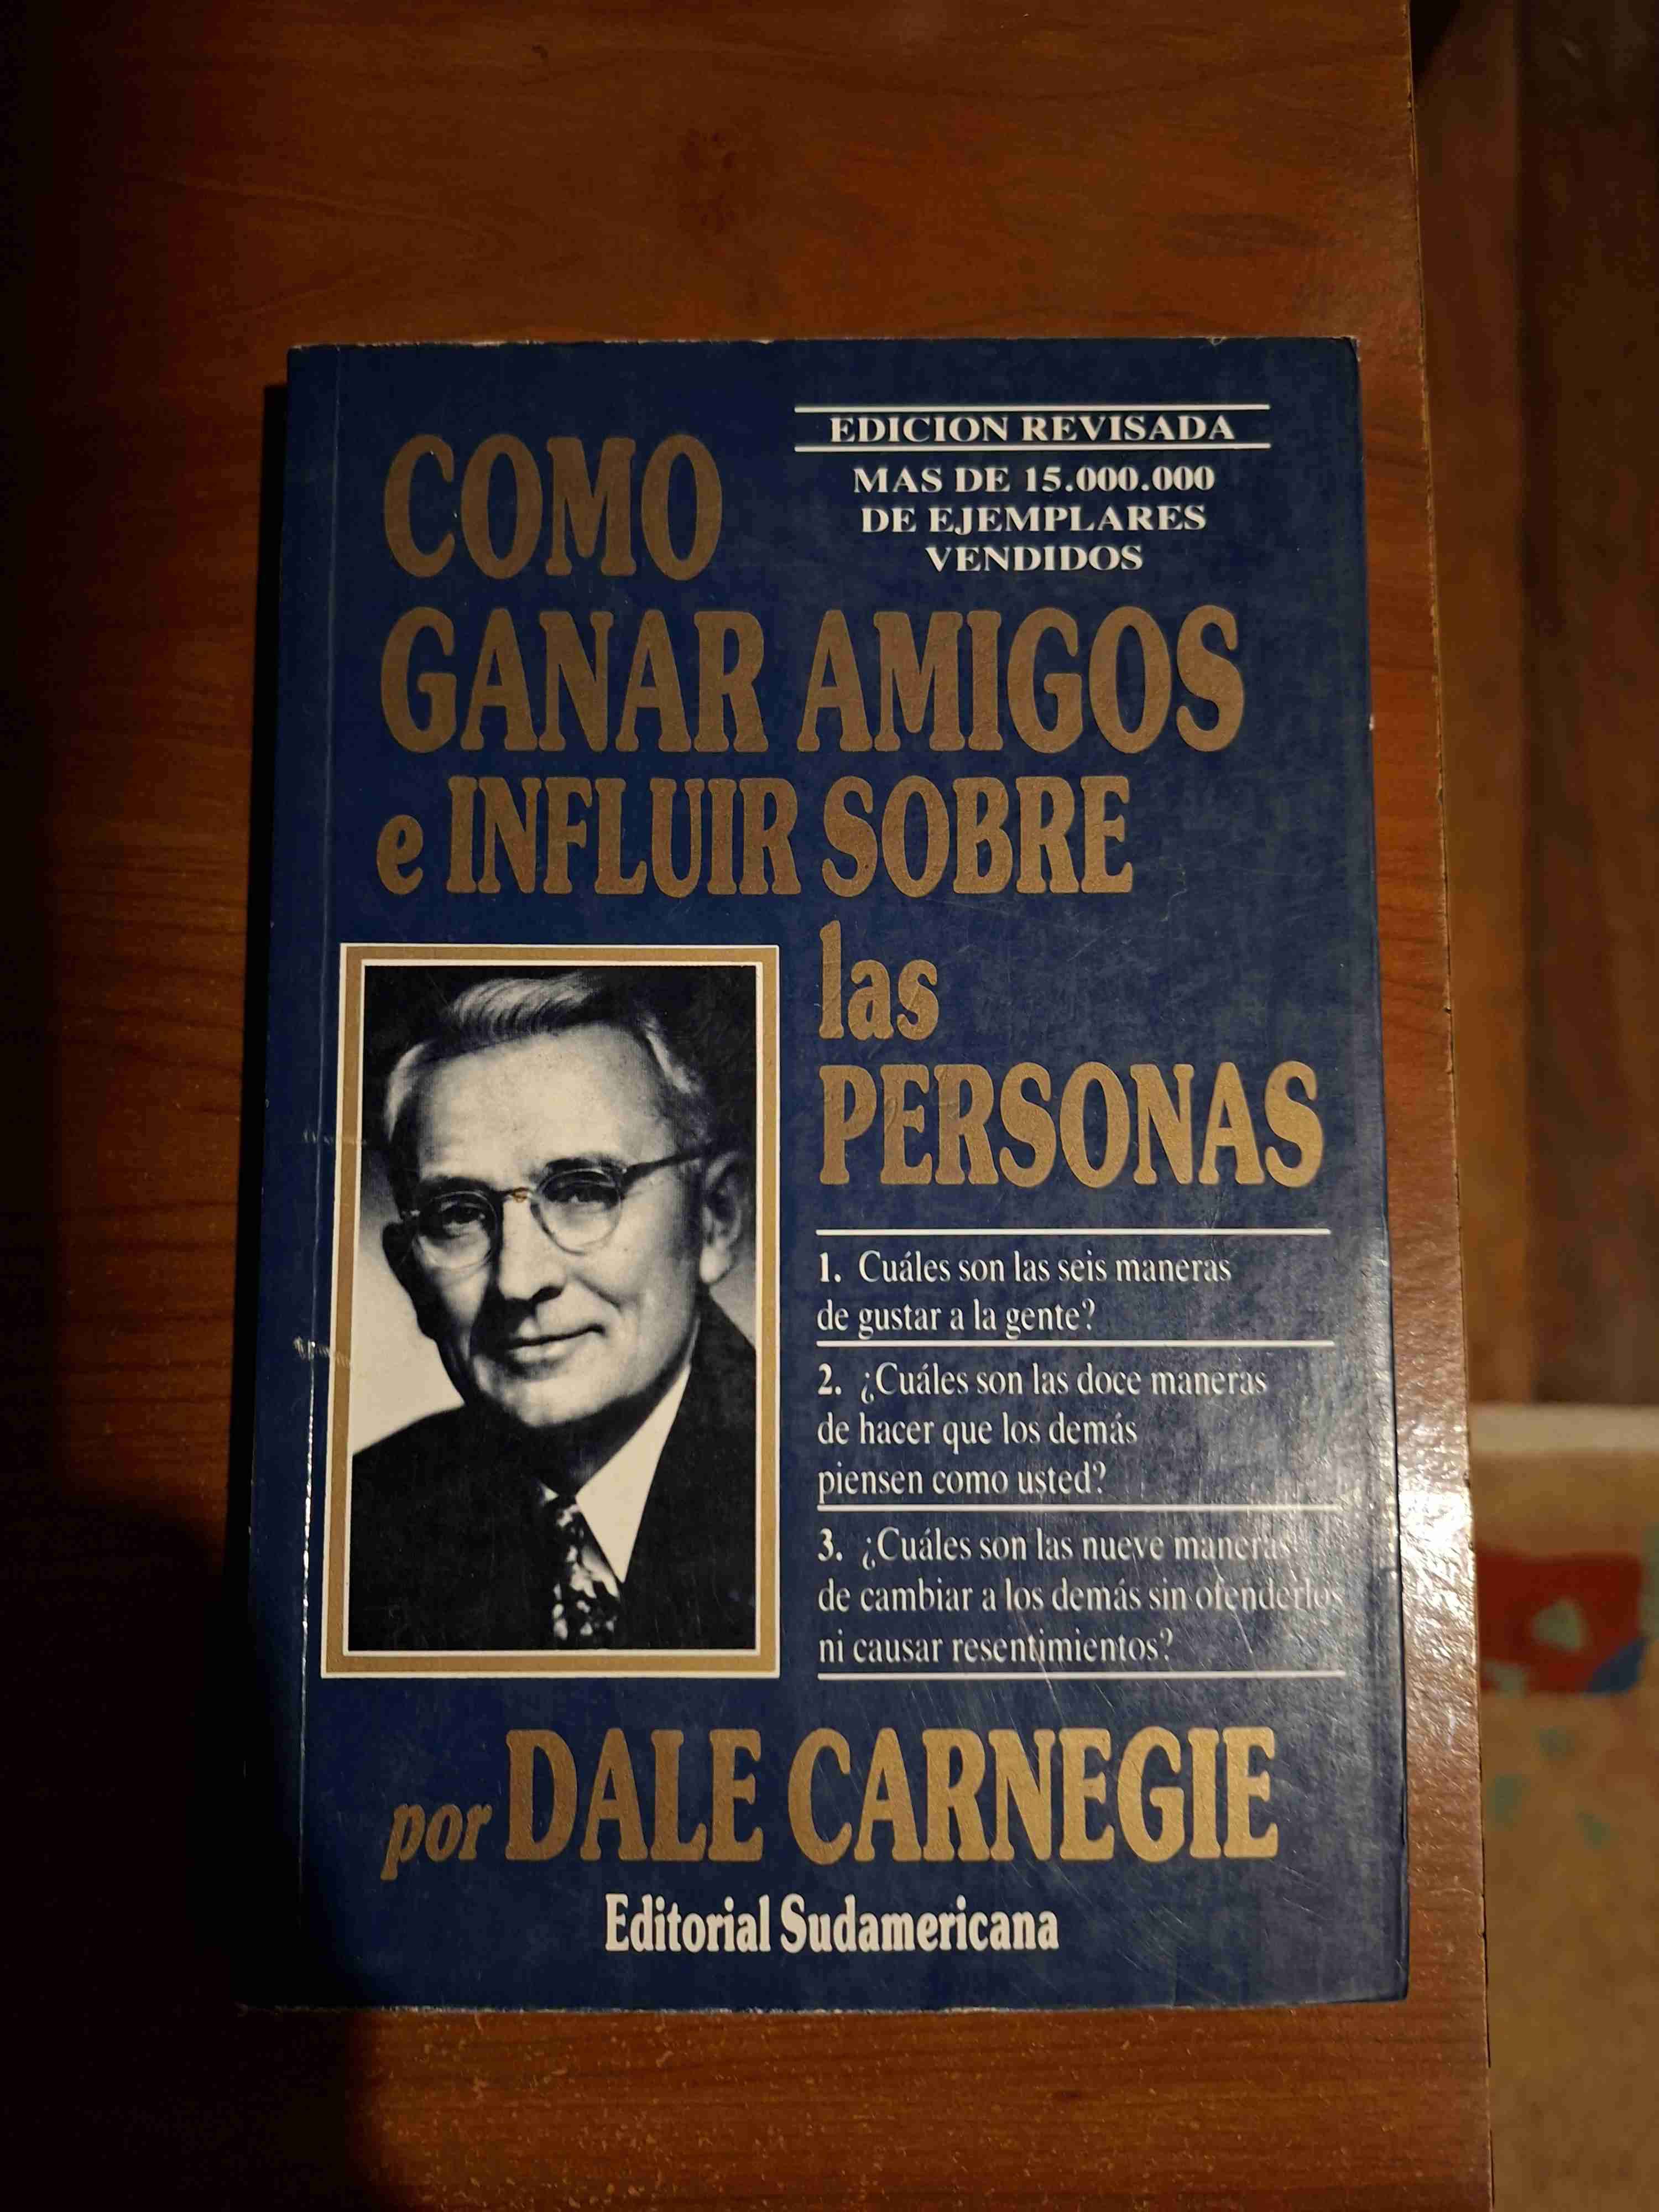 EDICION REVISADA
MAS DE 15.000.000
DE EJEMPLARES
VENDIDOS
COMO
GANAR AMIGOS
e INFLUIR SOBRE
las
PERSONAS
1. Cuáles son las seis maneras
de gustar a la gente?
2. ¿Cuáles son las doce maneras
de hacer que los demás
piensen como usted?
3. ¿Cuáles son las nueve maneras
de cambiar a los demás sin ofenderlos
ni causar resentimientos?
por DALE CARNEGIE
Editorial Sudamericana